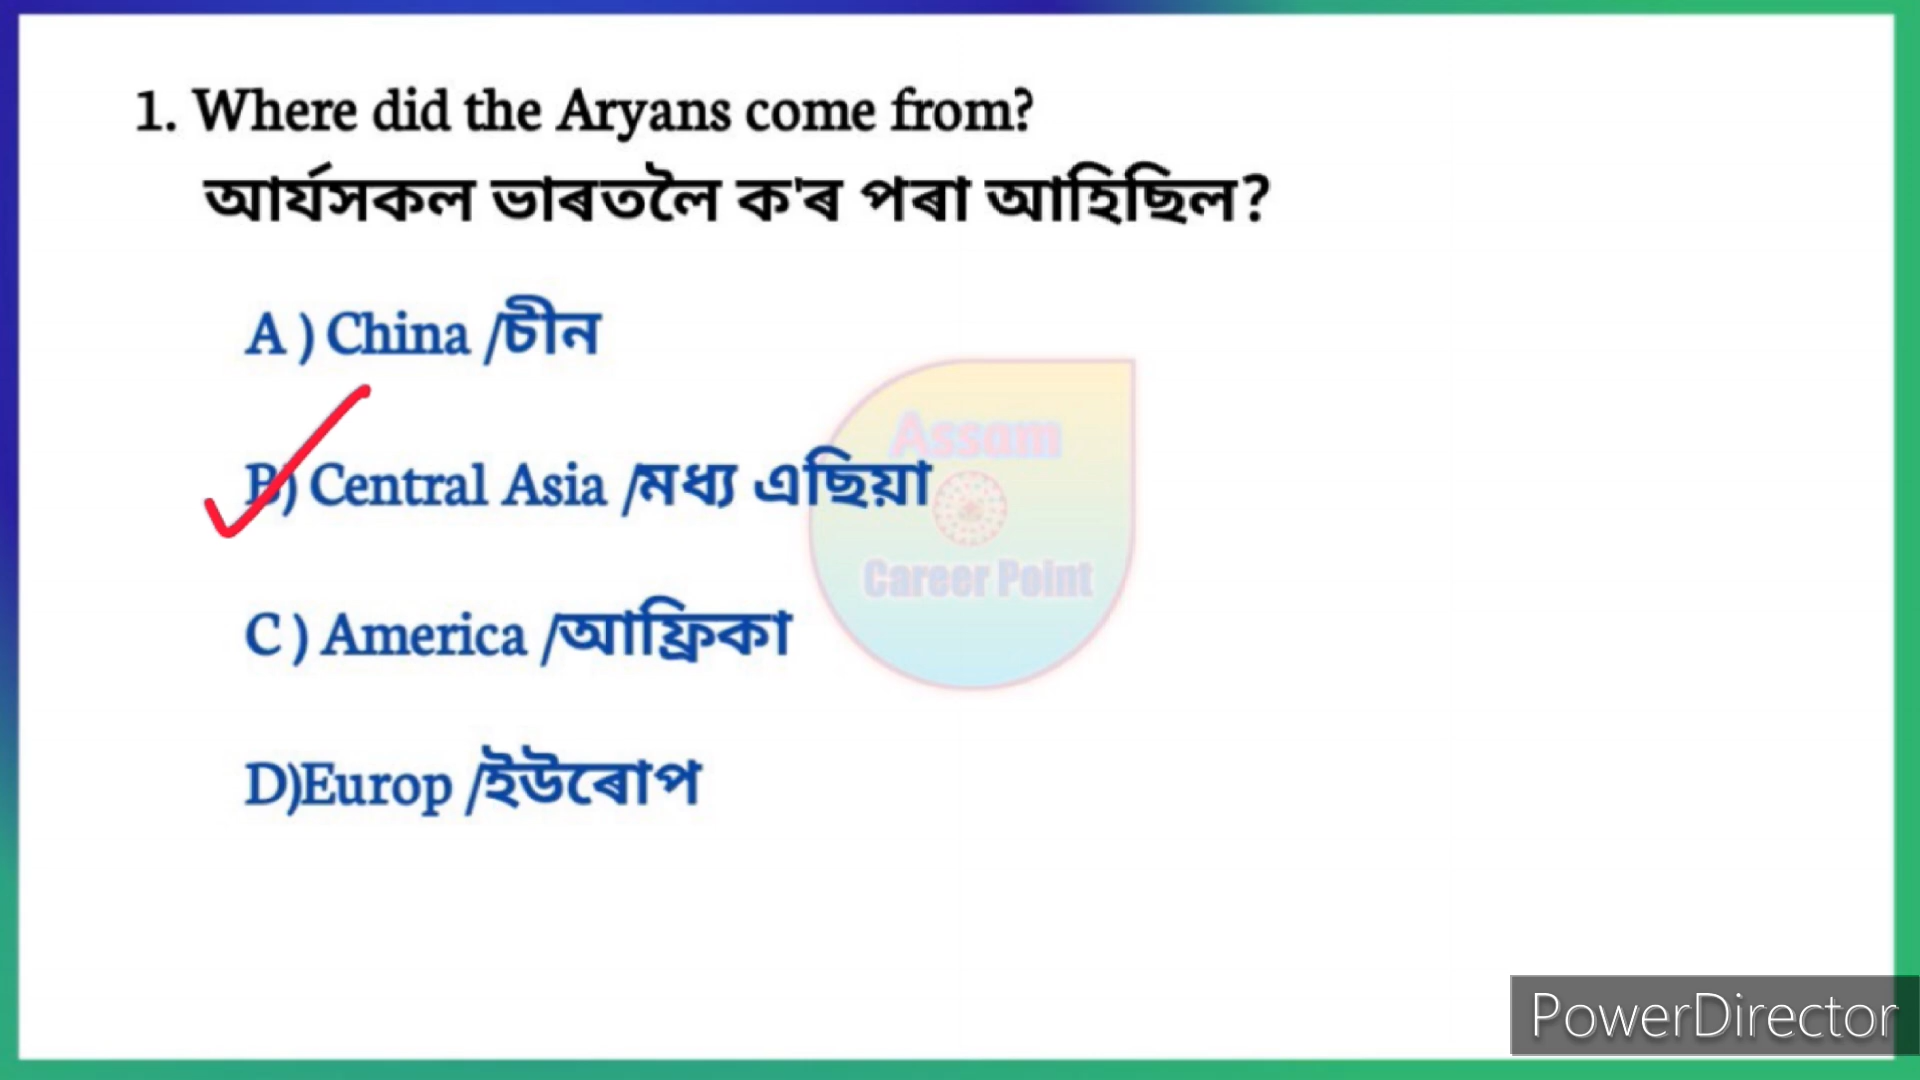 1. Where did the Aryans come from?
আৰ্যসকল ভাৰতলৈ ক'ৰ পৰা আহিছিল?
A ) China /চীন
B) Central Asia /মধ্য এছিয়া
C ) America /আফ্ৰিকা
D)Europ /ইউৰোপ
Assam
Career Point
PowerDirector